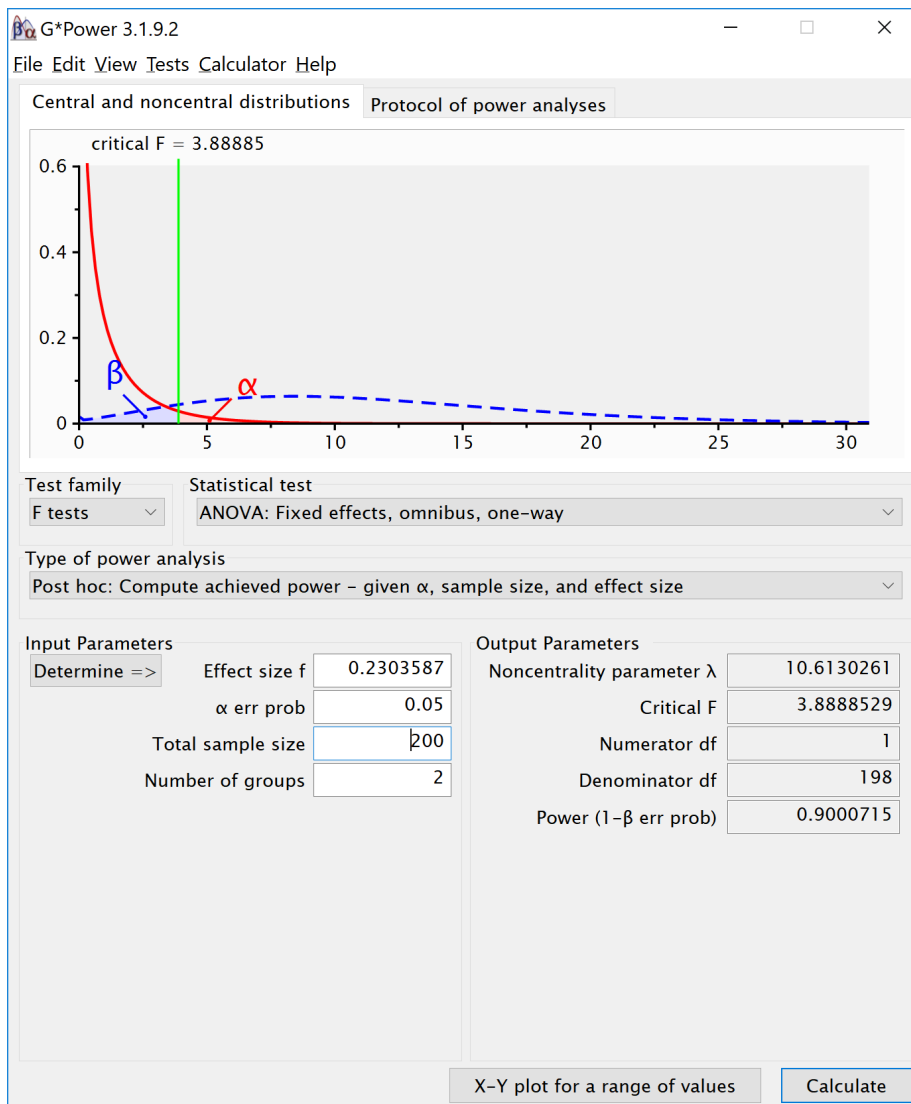 G*Power 3.1.9.2
File Edit View Tests Calculator Help
Central and noncentral distributions Protocol of power analyses
critical F = 3.88885
0.6
0.4
0.2
0
β α
0 5 10 15 20 25 30
Test family Statistical test
F tests ANOVA: Fixed effects, omnibus, one-way
Type of power analysis
Post hoc: Compute achieved power - given α, sample size, and effect size
Input Parameters Output Parameters
Determine => Effect size f 0.2303587 Noncentrality parameter λ 10.6130261
α err prob 0.05 Critical F 3.8888529
Total sample size 200 Numerator df 1
Number of groups 2 Denominator df 198
Power (1-β err prob) 0.9000715
X-Y plot for a range of values Calculate